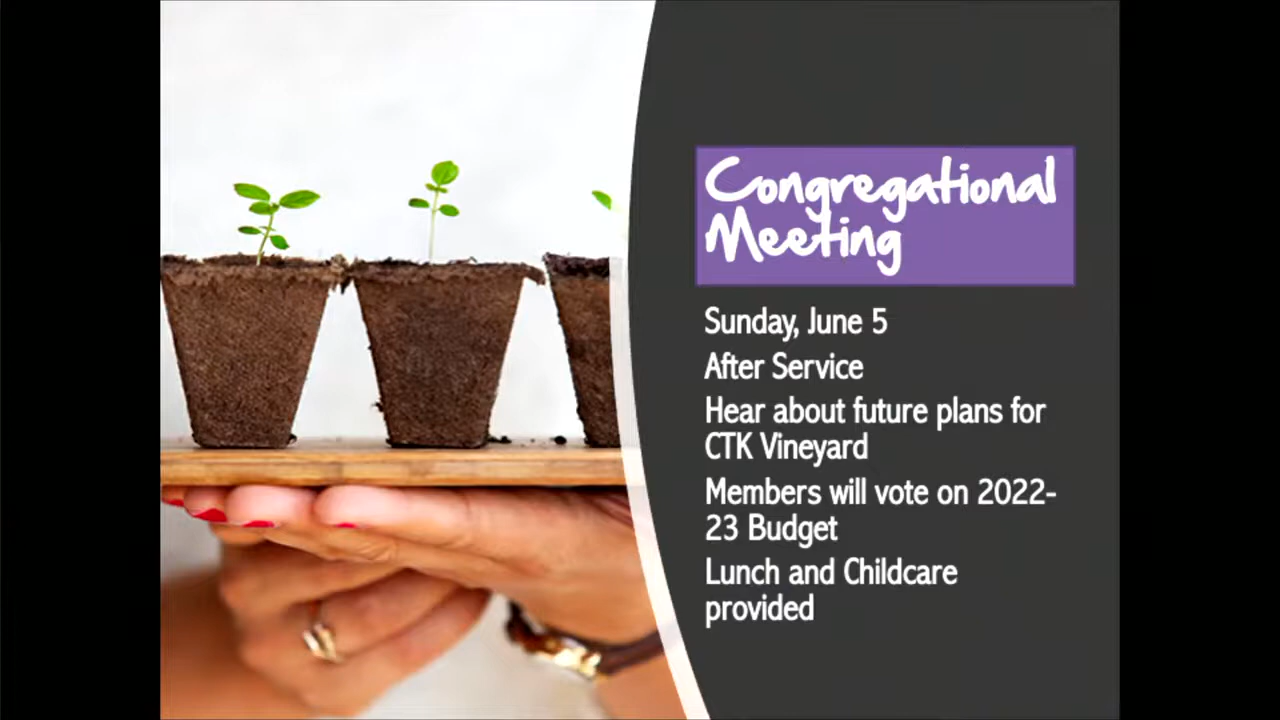 Congregational
Meeting
Sunday, June 5
After Service
Hear about future plans for
CTK Vineyard
Members will vote on 2022-
23 Budget
Lunch and Childcare
provided